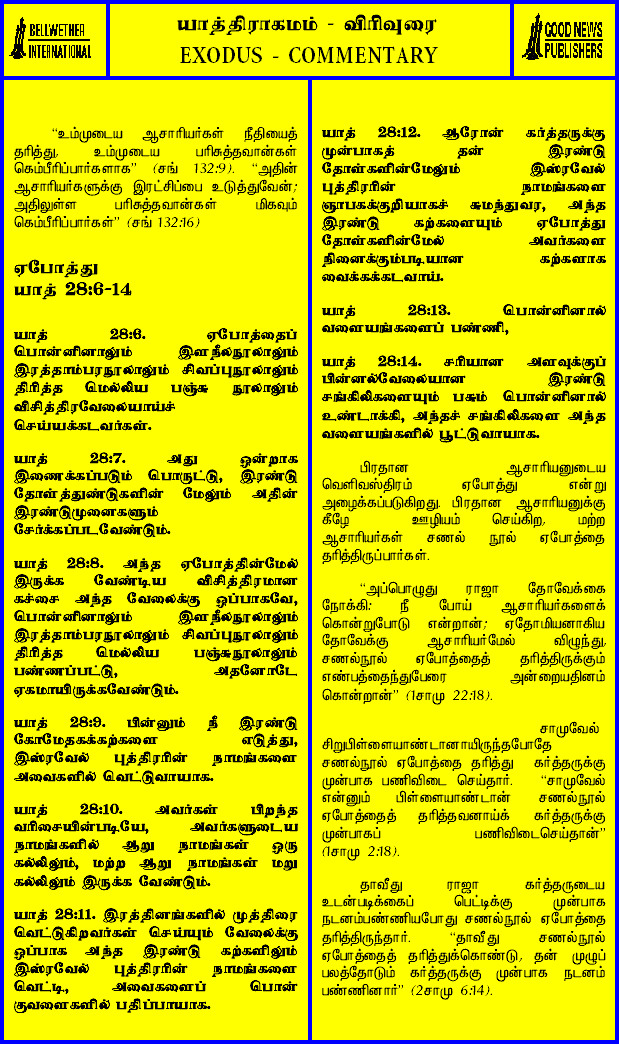 BELLWETHER
INTERNATIONAL
யாத்திராகமம் - விரிவுரை
EXODUS - COMMENTARY
GOOD NEWS
PUBLISHERS
“உம்முடைய ஆசாரியர்கள் நீதியைத்
தரித்து, உம்முடைய பரிசுத்தவான்கள்
கெம்பீரிப்பார்களாக” (சங் 132:9). “அதின்
ஆசாரியர்களுக்கு இரட்சிப்பை உடுத்துவேன்;
அதிலுள்ள பரிசுத்தவான்கள் மிகவும்
கெம்பீரிப்பார்கள்” (சங் 132:16)
ஏபோத்து
யாத் 28:6-14
யாத் 28:6. ஏபோத்தைப்
பொன்னினாலும் இளநீலநூலாலும்
இரத்தாம்பரநூலாலும் சிவப்புநூலாலும்
திரித்த மெல்லிய பஞ்சு நூலாலும்
விசித்திரவேலையாய்ச்
செய்யக்கடவர்கள்.
யாத் 28:7. அது ஒன்றாக
இணைக்கப்படும் பொருட்டு, இரண்டு
தோள்த்துண்டுகளின் மேலும் அதின்
இரண்டுமுனைகளும்
சேர்க்கப்படவேண்டும்.
யாத் 28:8. அந்த ஏபோத்தின்மேல்
இருக்க வேண்டிய விசித்திரமான
கச்சை அந்த வேலைக்கு ஒப்பாகவே,
பொன்னினாலும் இளநீலநூலாலும்
இரத்தாம்பரநூலாலும் சிவப்புநூலாலும்
திரித்த மெல்லிய பஞ்சுநூலாலும்
பண்ணப்பட்டு, அதனோடே
ஏகமாயிருக்கவேண்டும்.
யாத் 28:9. பின்னும் நீ இரண்டு
கோமேதகக்கற்களை எடுத்து,
இஸ்ரவேல் புத்திரரின் நாமங்களை
அவைகளில் வெட்டுவாயாக.
யாத் 28:10. அவர்கள் பிறந்த
வரிசையின்படியே, அவர்களுடைய
நாமங்களில் ஆறு நாமங்கள் ஒரு
கல்லிலும், மற்ற ஆறு நாமங்கள் மறு
கல்லிலும் இருக்க வேண்டும்.
யாத் 28:11. இரத்தினங்களில் முத்திரை
வெட்டுகிறவர்கள் செய்யும் வேலைக்கு
ஒப்பாக அந்த இரண்டு கற்களிலும்
இஸ்ரவேல் புத்திரரின் நாமங்களை
வெட்டி, அவைகளைப் பொன்
குவளைகளில் பதிப்பாயாக.
யாத் 28:12. ஆரோன் கர்த்தருக்கு
முன்பாகத் தன் இரண்டு
தோள்களின்மேலும் இஸ்ரவேல்
புத்திரரின் நாமங்களை
ஞாபகக்குறியாகச் சுமந்துவர, அந்த
இரண்டு கற்களையும் ஏபோத்து
தோள்களின்மேல் அவர்களை
நினைக்கும்படியான கற்களாக
வைக்கக்கடவாய்.
யாத் 28:13. பொன்னினால்
வளையங்களைப் பண்ணி,
யாத் 28:14. சரியான அளவுக்குப்
பின்னல்வேலையான இரண்டு
சங்கிலிகளையும் பசும் பொன்னினால்
உண்டாக்கி, அந்தச் சங்கிலிகளை அந்த
வளையங்களில் பூட்டுவாயாக.
பிரதான ஆசாரியனுடைய
வெளிவஸ்திரம் ஏபோத்து என்று
அழைக்கப்படுகிறது. பிரதான ஆசாரியனுக்கு
கீழே ஊழியம் செய்கிற, மற்ற
ஆசாரியர்கள் சணல் நூல் ஏபோத்தை
தரித்திருப்பார்கள்.
“அப்பொழுது ராஜா தோவேக்கை
நோக்கி: நீ போய் ஆசாரியர்களைக்
கொன்றுபோடு என்றான்; ஏதோமியனாகிய
தோவேக்கு ஆசாரியர்மேல் விழுந்து,
சணல்நூல் ஏபோத்தைத் தரித்திருக்கும்
எண்பத்தைந்துபேரை அன்றையதினம்
கொன்றான்” (1சாமு 22:18).
சாமுவேல்
சிறுபிள்ளையாண்டானாயிருந்தபோதே
சணல்நூல் ஏபோத்தை தரித்து கர்த்தருக்கு
முன்பாக பணிவிடை செய்தார். “சாமுவேல்
என்னும் பிள்ளையாண்டான் சணல்நூல்
ஏபோத்தைத் தரித்தவனாய்க் கர்த்தருக்கு
முன்பாகப் பணிவிடைசெய்தான்”
(1சாமு 2:18).
தாவீது ராஜா கர்த்தருடைய
உடன்படிக்கைப் பெட்டிக்கு முன்பாக
நடனம்பண்ணியபோது சணல்நூல் ஏபோத்தை
தரித்திருந்தார். “தாவீது சணல்நூல்
ஏபோத்தைத் தரித்துக்கொண்டு, தன் முழுப்
பலத்தோடும் கர்த்தருக்கு முன்பாக நடனம்
பண்ணினார்” (2சாமு 6:14).